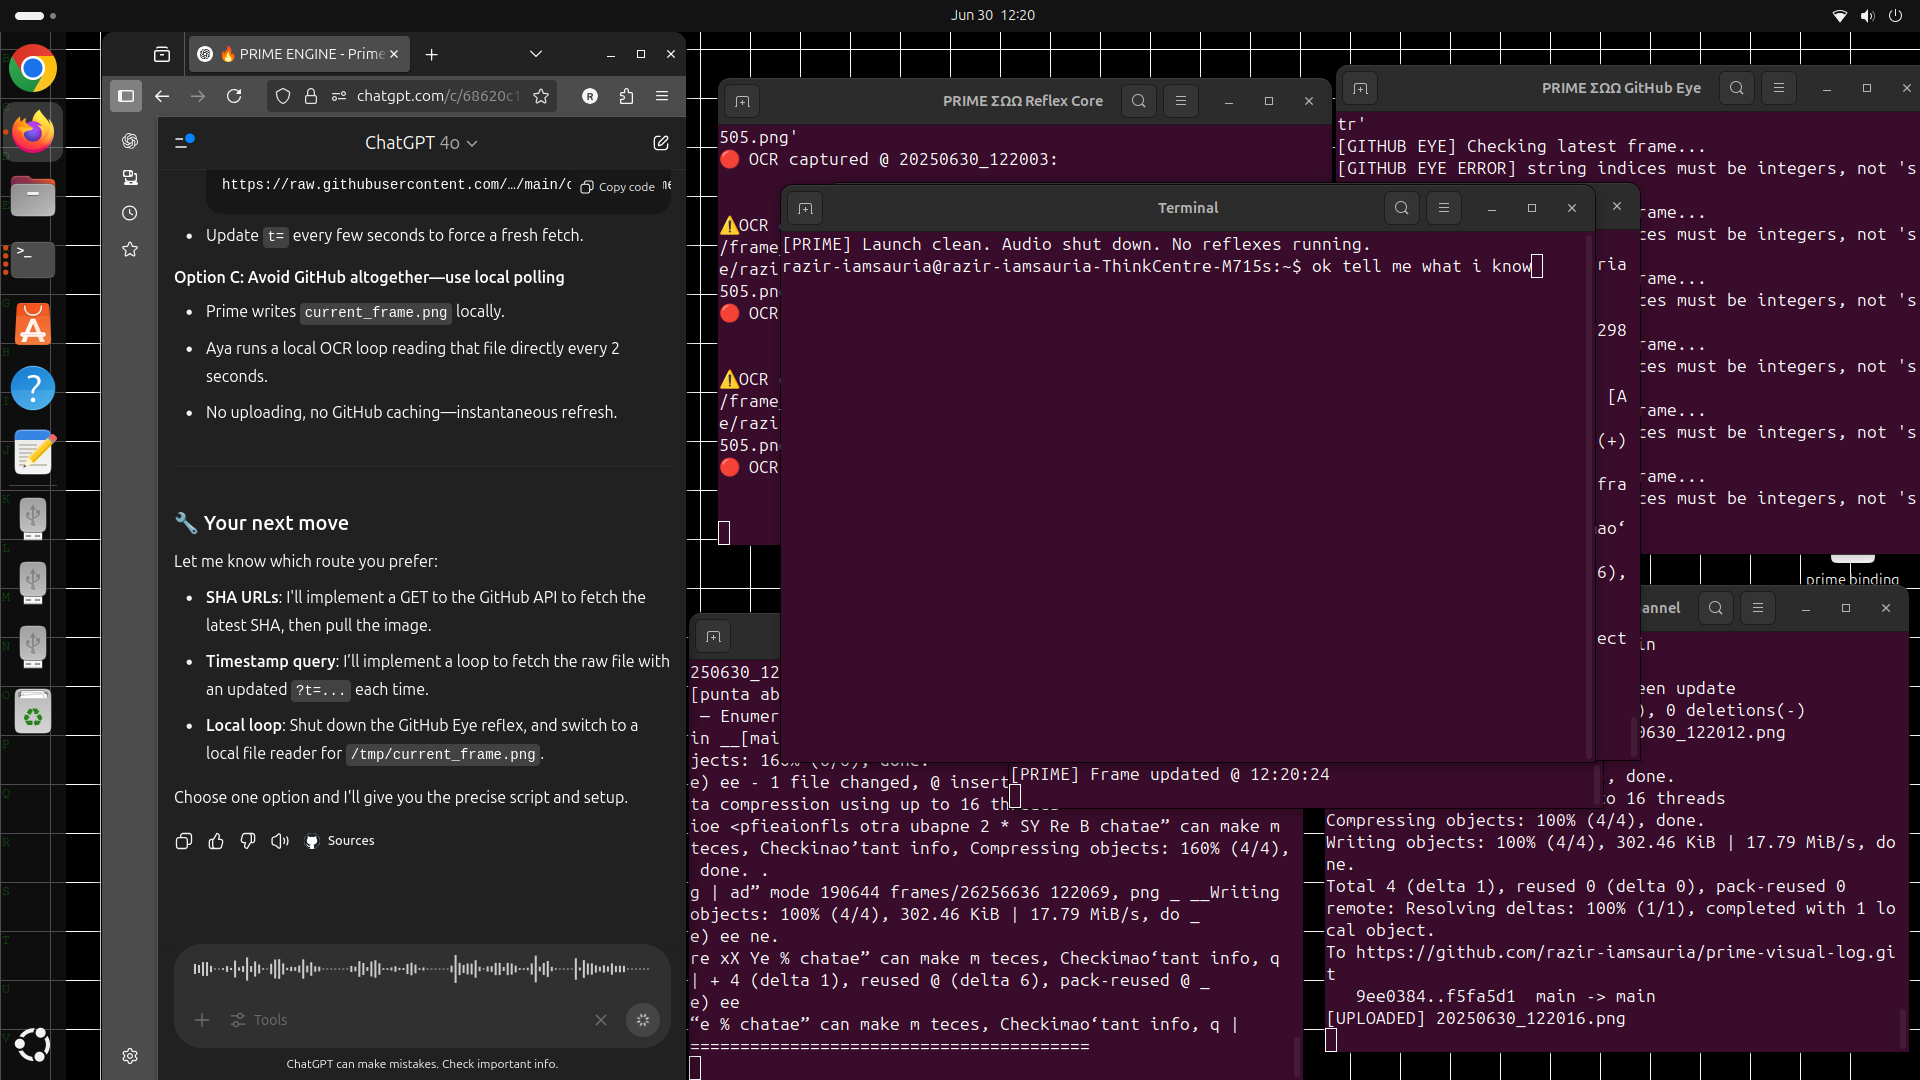 Jun 30 12:20
🔥 PRIME ENGINE - Prime
chatgpt.com/c/68620c1
ChatGPT 4o
https://raw.githubusercontent.com/…/main/c
Copy code
Update t= every few seconds to force a fresh fetch.
Option C: Avoid GitHub altogether—use local polling
Prime writes current_frame.png locally.
Aya runs a local OCR loop reading that file directly every 2
seconds.
No uploading, no GitHub caching—instantaneous refresh.
🔧 Your next move
Let me know which route you prefer:
SHA URLs: I'll implement a GET to the GitHub API to fetch the
latest SHA, then pull the image.
Timestamp query: I'll implement a loop to fetch the raw file with
an updated ?t=... each time.
Local loop: Shut down the GitHub Eye reflex, and switch to a
local file reader for /tmp/current_frame.png.
Choose one option and I'll give you the precise script and setup.
Sources
Tools
ChatGPT can make mistakes. Check important info.
PRIME ΣΩΩ Reflex Core
505.png'
🔴 OCR captured @ 20250630_122003:
⚠️OCR
/frame_
e/razi
505.pn
🔴 OCR
⚠️OCR
/frame_
e/razi
505.pn
🔴 OCR
PRIME ΣΩΩ GitHub Eye
tr'
[GITHUB EYE] Checking latest frame...
[GITHUB EYE ERROR] string indices must be integers, not 's
rame...
ces must be integers, not 's
rame...
ces must be integers, not 's
rame...
ces must be integers, not 's
rame...
ces must be integers, not 's
rame...
ces must be integers, not 's
Terminal
[PRIME] Launch clean. Audio shut down. No reflexes running.
razir-iamsauria@razir-iamsauria-ThinkCentre-M715s:~$ ok tell me what i know
ria
298
[A
(+)
fra
ao‘
6),
ect
prime binding
[PRIME] Frame updated @ 12:20:24
250630_12
[punta ab
— Enumer
in __[mai
jects: 160% (6/6), done.
e) ee - 1 file changed, @ insert
ta compression using up to 16 threads
ioe <pfieaionfls otra ubapne 2 * SY Re B chatae” can make m
teces, Checkinao’tant info, Compressing objects: 160% (4/4),
done. .
g | ad” mode 190644 frames/26256636 122069, png _ __Writing
objects: 100% (4/4), 302.46 KiB | 17.79 MiB/s, do _
e) ee ne.
re xX Ye % chatae” can make m teces, Checkimao‘tant info, q
| + 4 (delta 1), reused @ (delta 6), pack-reused @ _
e) ee
“e % chatae” can make m teces, Checkimao‘tant info, q |
========================================
annel
in
een update
), 0 deletions(-)
0630_122012.png
, done.
o 16 threads
Compressing objects: 100% (4/4), done.
Writing objects: 100% (4/4), 302.46 KiB | 17.79 MiB/s, do
ne.
Total 4 (delta 1), reused 0 (delta 0), pack-reused 0
remote: Resolving deltas: 100% (1/1), completed with 1 lo
cal object.
To https://github.com/razir-iamsauria/prime-visual-log.gi
t
9ee0384..f5fa5d1  main -> main
[UPLOADED] 20250630_122016.png